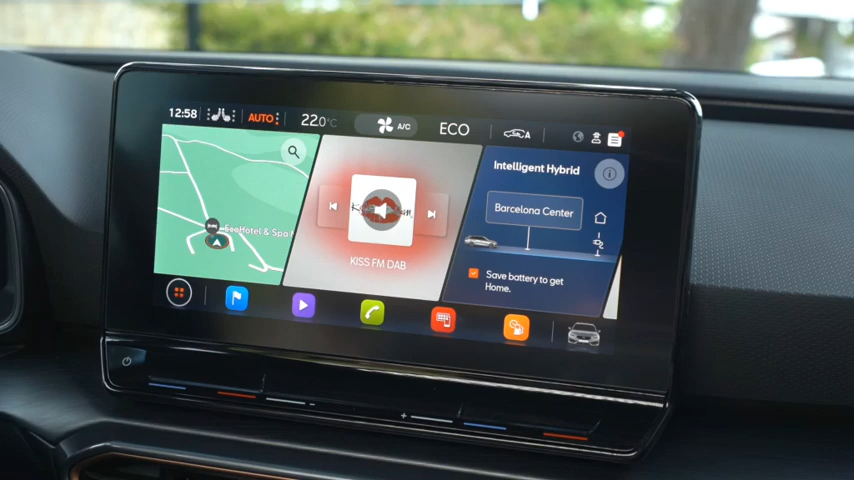 12:58
AUTO
22.0°C
A/C
ECO
A
SeeHotel & Spa
KISS FM DAB
Intelligent Hybrid
Barcelona Center
Save battery to get
Home.